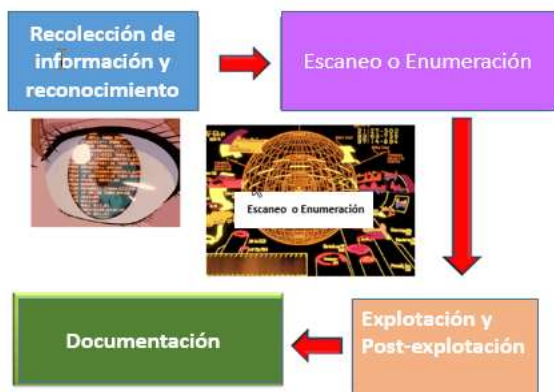 Recolección de
información y
reconocimiento
Escaneo o Enumeración
Escaneo o Enumeración
Explotación y
Post-explotación
Documentación